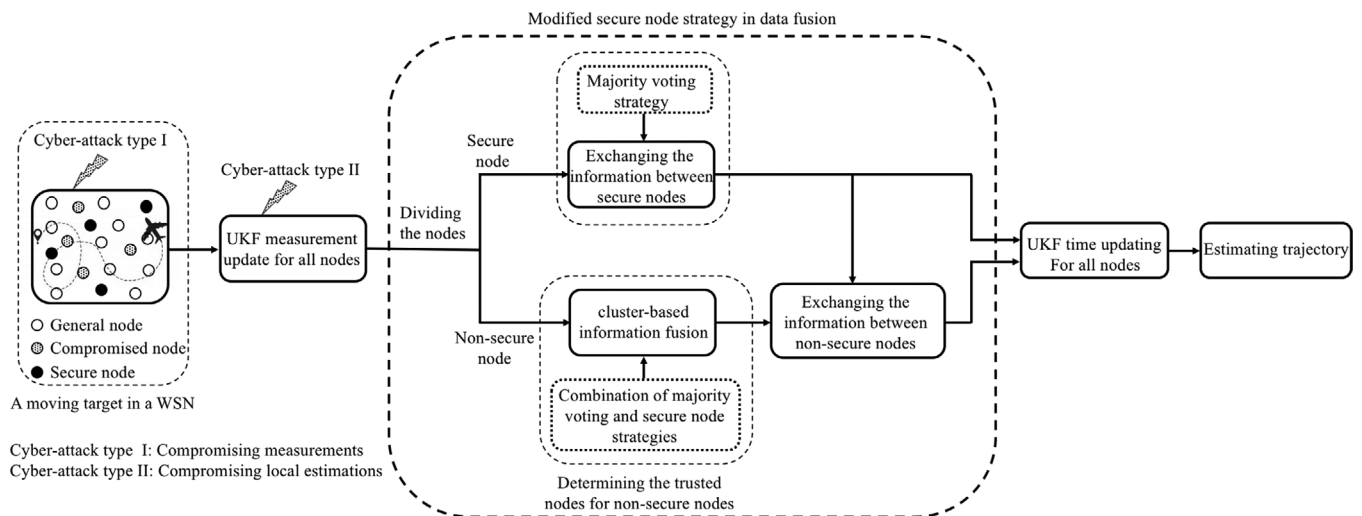 Modified secure node strategy in data fusion
Majority voting
strategy
Cyber-attack type I
Cyber-attack type II
Secure
node
Exchanging the
information between
secure nodes
Dividing
the nodes
UKF measurement
update for all nodes
UKF time updating
For all nodes
Estimating trajectory
General node
Compromised node
Secure node
Non-secure
node
cluster-based
information fusion
Exchanging the
information between
non-secure nodes
A moving target in a WSN
Combination of majority
voting and secure node
strategies
Cyber-attack type I: Compromising measurements
Cyber-attack type II: Compromising local estimations
Determining the trusted
nodes for non-secure nodes